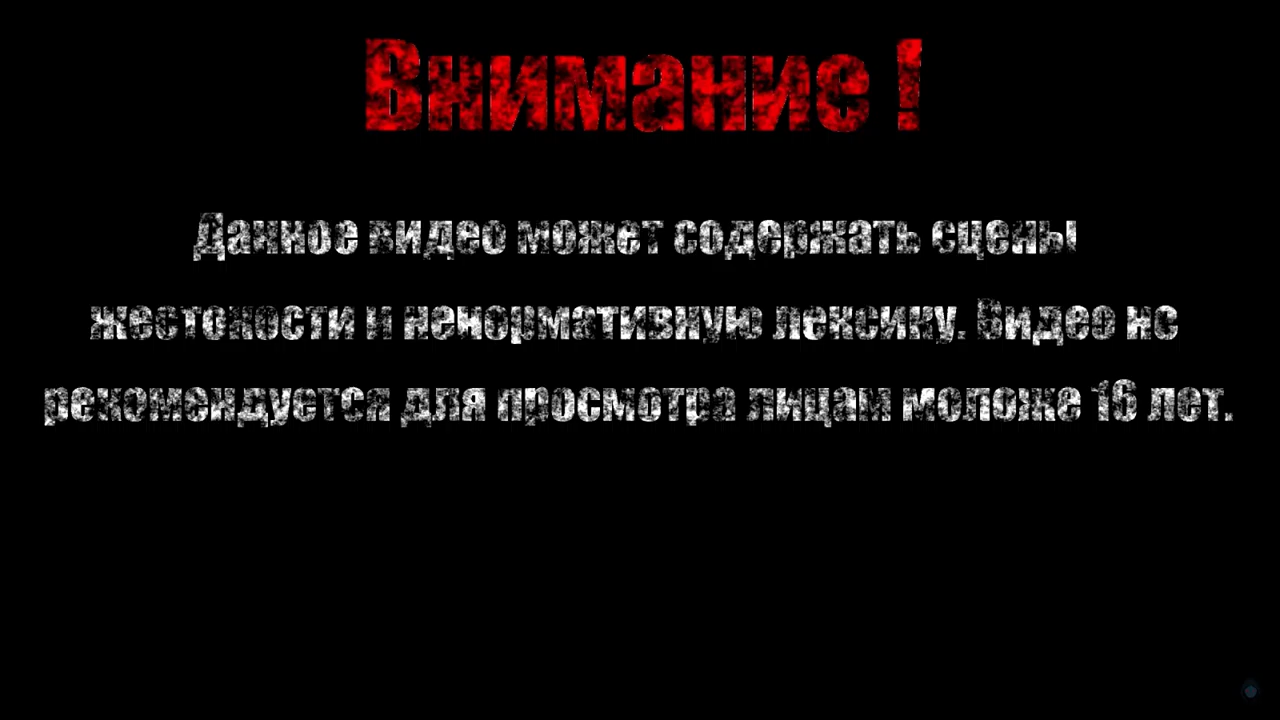 Внимание !
Данное видео может содержать сцены
жестокости и ненормативную лексику. Видео не
рекомендуется для просмотра лицам моложе 16 лет.